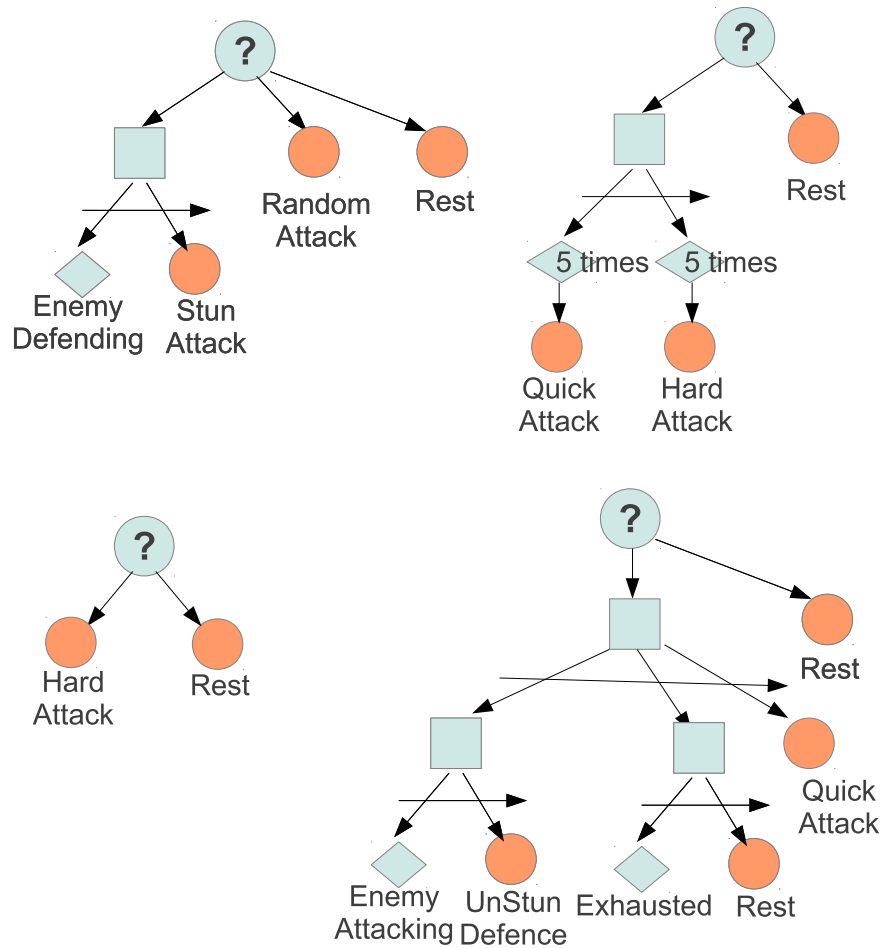 ?
Random
Attack
Rest
Enemy
Defending
Stun
Attack
?
Rest
5 times
5 times
Quick
Attack
Hard
Attack
?
Hard
Attack
Rest
?
Rest
Quick
Attack
Enemy
Attacking
UnStun
Defence
Exhausted
Rest